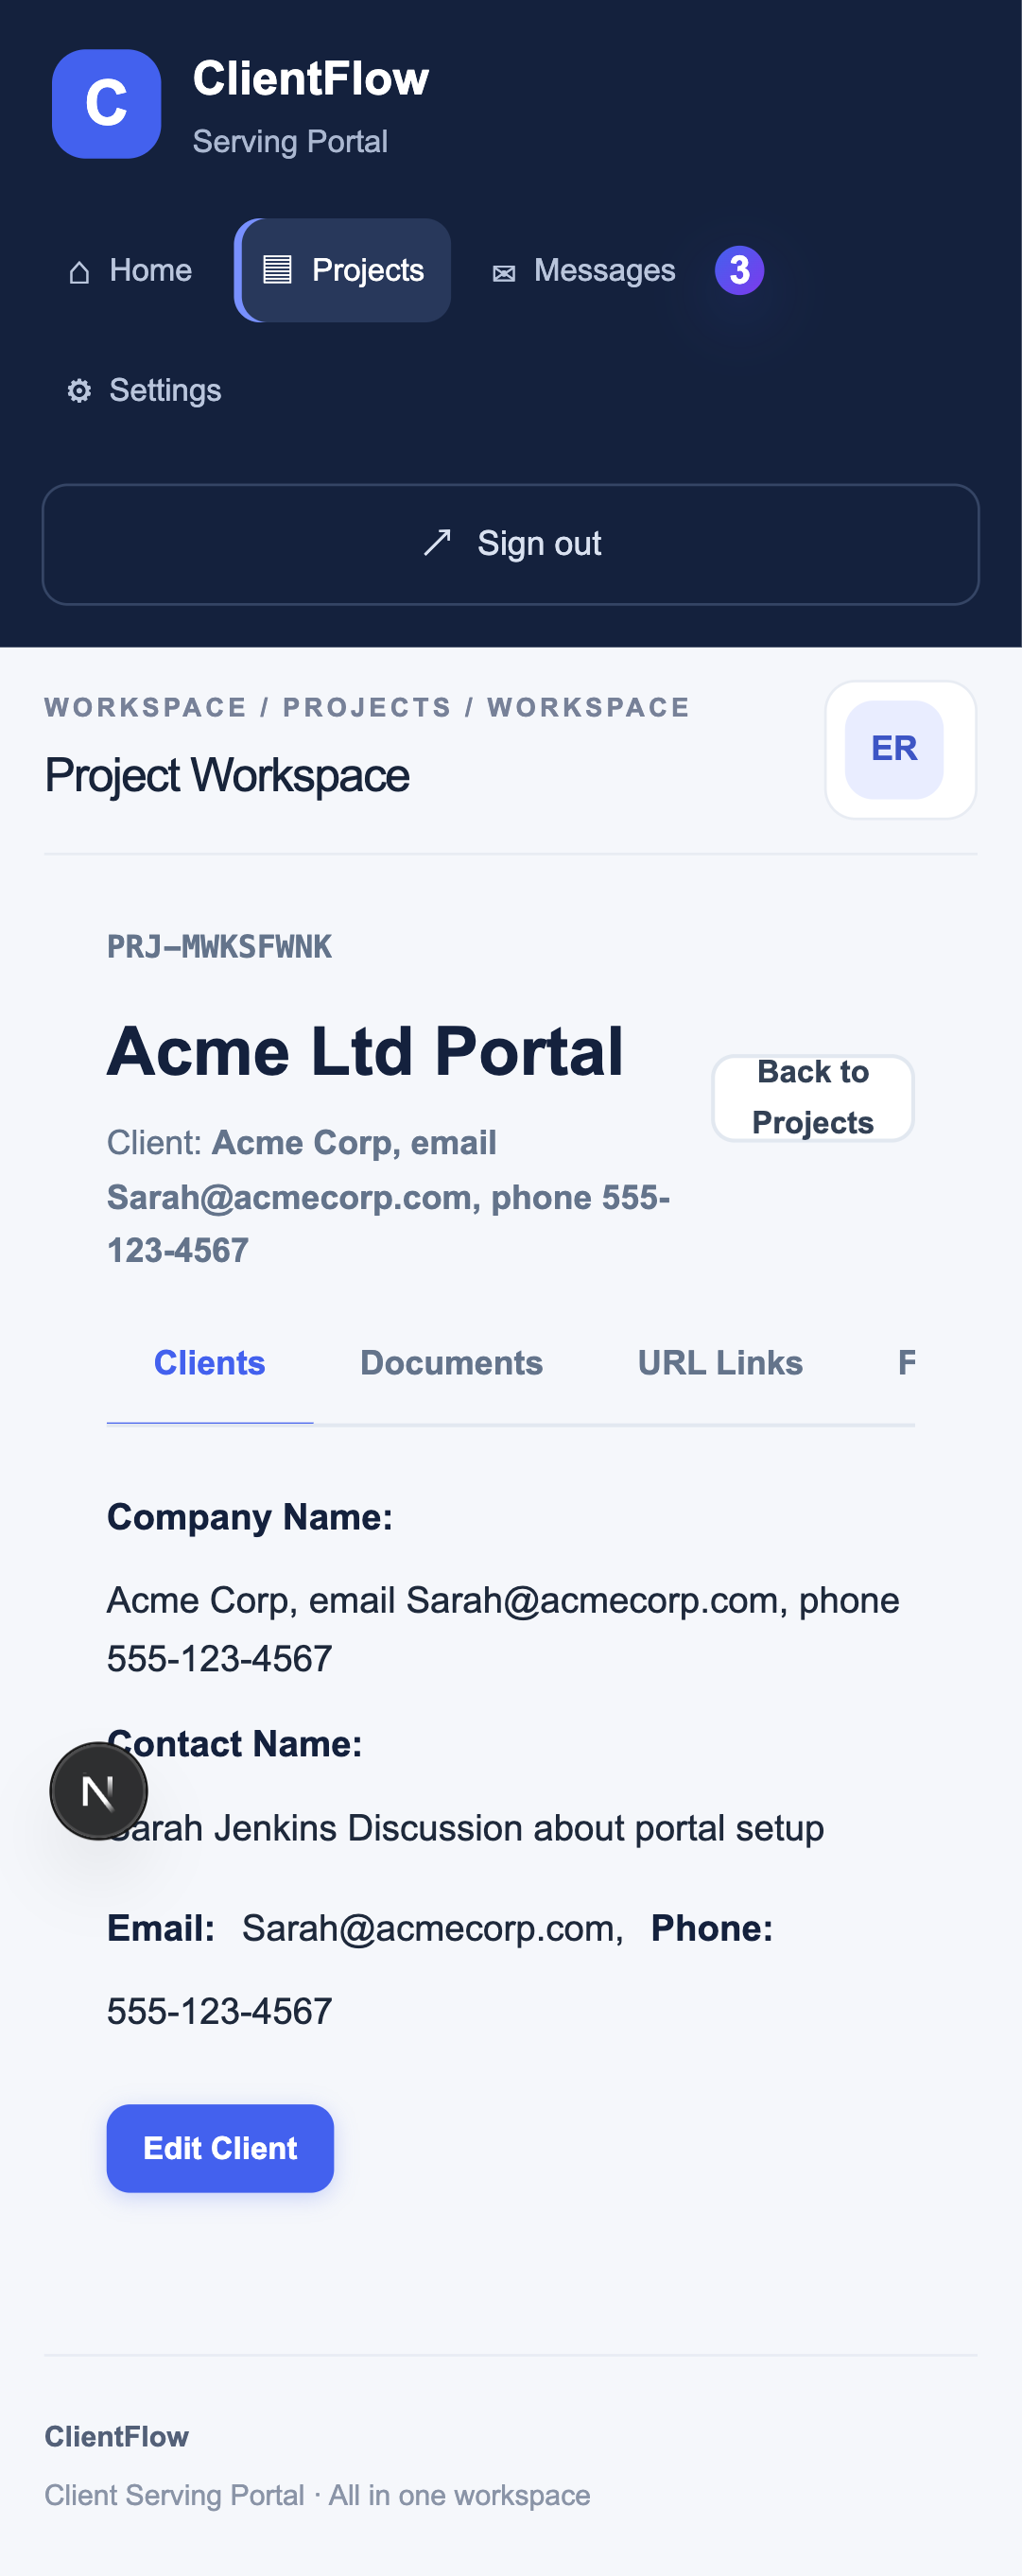 C
ClientFlow
Serving Portal
Home
Projects
Messages
3
Settings
Sign out
WORKSPACE / PROJECTS / WORKSPACE
Project Workspace
ER
PRJ-MWKSFWNK
Acme Ltd Portal
Back to
Projects
Client: Acme Corp, email
Sarah@acmecorp.com, phone 555-
123-4567
Clients Documents URL Links F
Company Name:
Acme Corp, email Sarah@acmecorp.com, phone
555-123-4567
Contact Name:
N
Sarah Jenkins Discussion about portal setup
Email: Sarah@acmecorp.com, Phone:
555-123-4567
Edit Client
ClientFlow
Client Serving Portal · All in one workspace